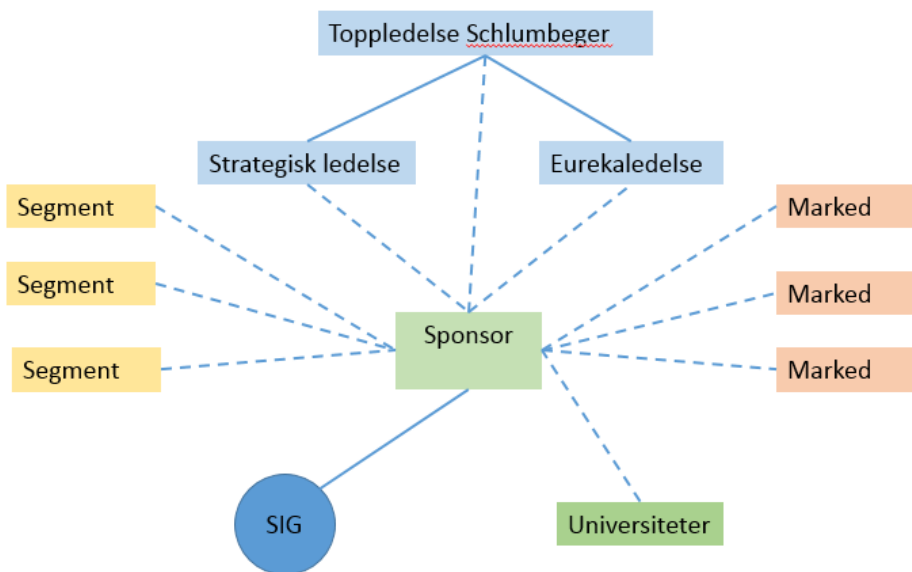 Toppledelse Schlumbeger
Strategisk ledelse
Eurekaledelse
Segment
Marked
Segment
Marked
Sponsor
Segment
Marked
SIG
Universiteter